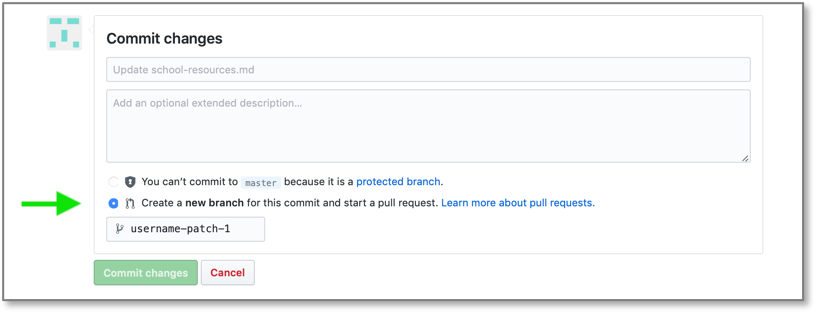 Commit changes
Update school-resources.md
Add an optional extended description...
You can't commit to master because it is a protected branch.
Create a new branch for this commit and start a pull request. Learn more about pull requests.
username-patch-1
Commit changes
Cancel